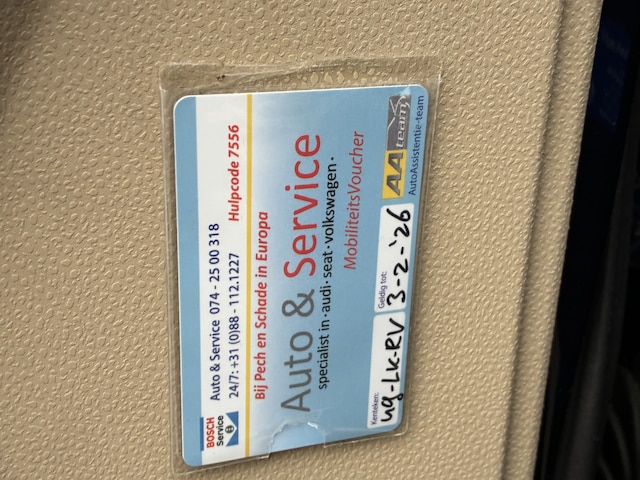 BOSCH
Service
Auto & Service 074 - 25 00 318
24/7: +31 (0)88 - 112.1227
Hulpcode 7556
Bij Pech en Schade in Europa
Auto & Service
specialist in·audi·seat·volkswagen·
MobiliteitsVoucher
Kenteken:
49-LK-RV
Geldig tot:
3-2-'26
AA team
AutoAssistentie-team